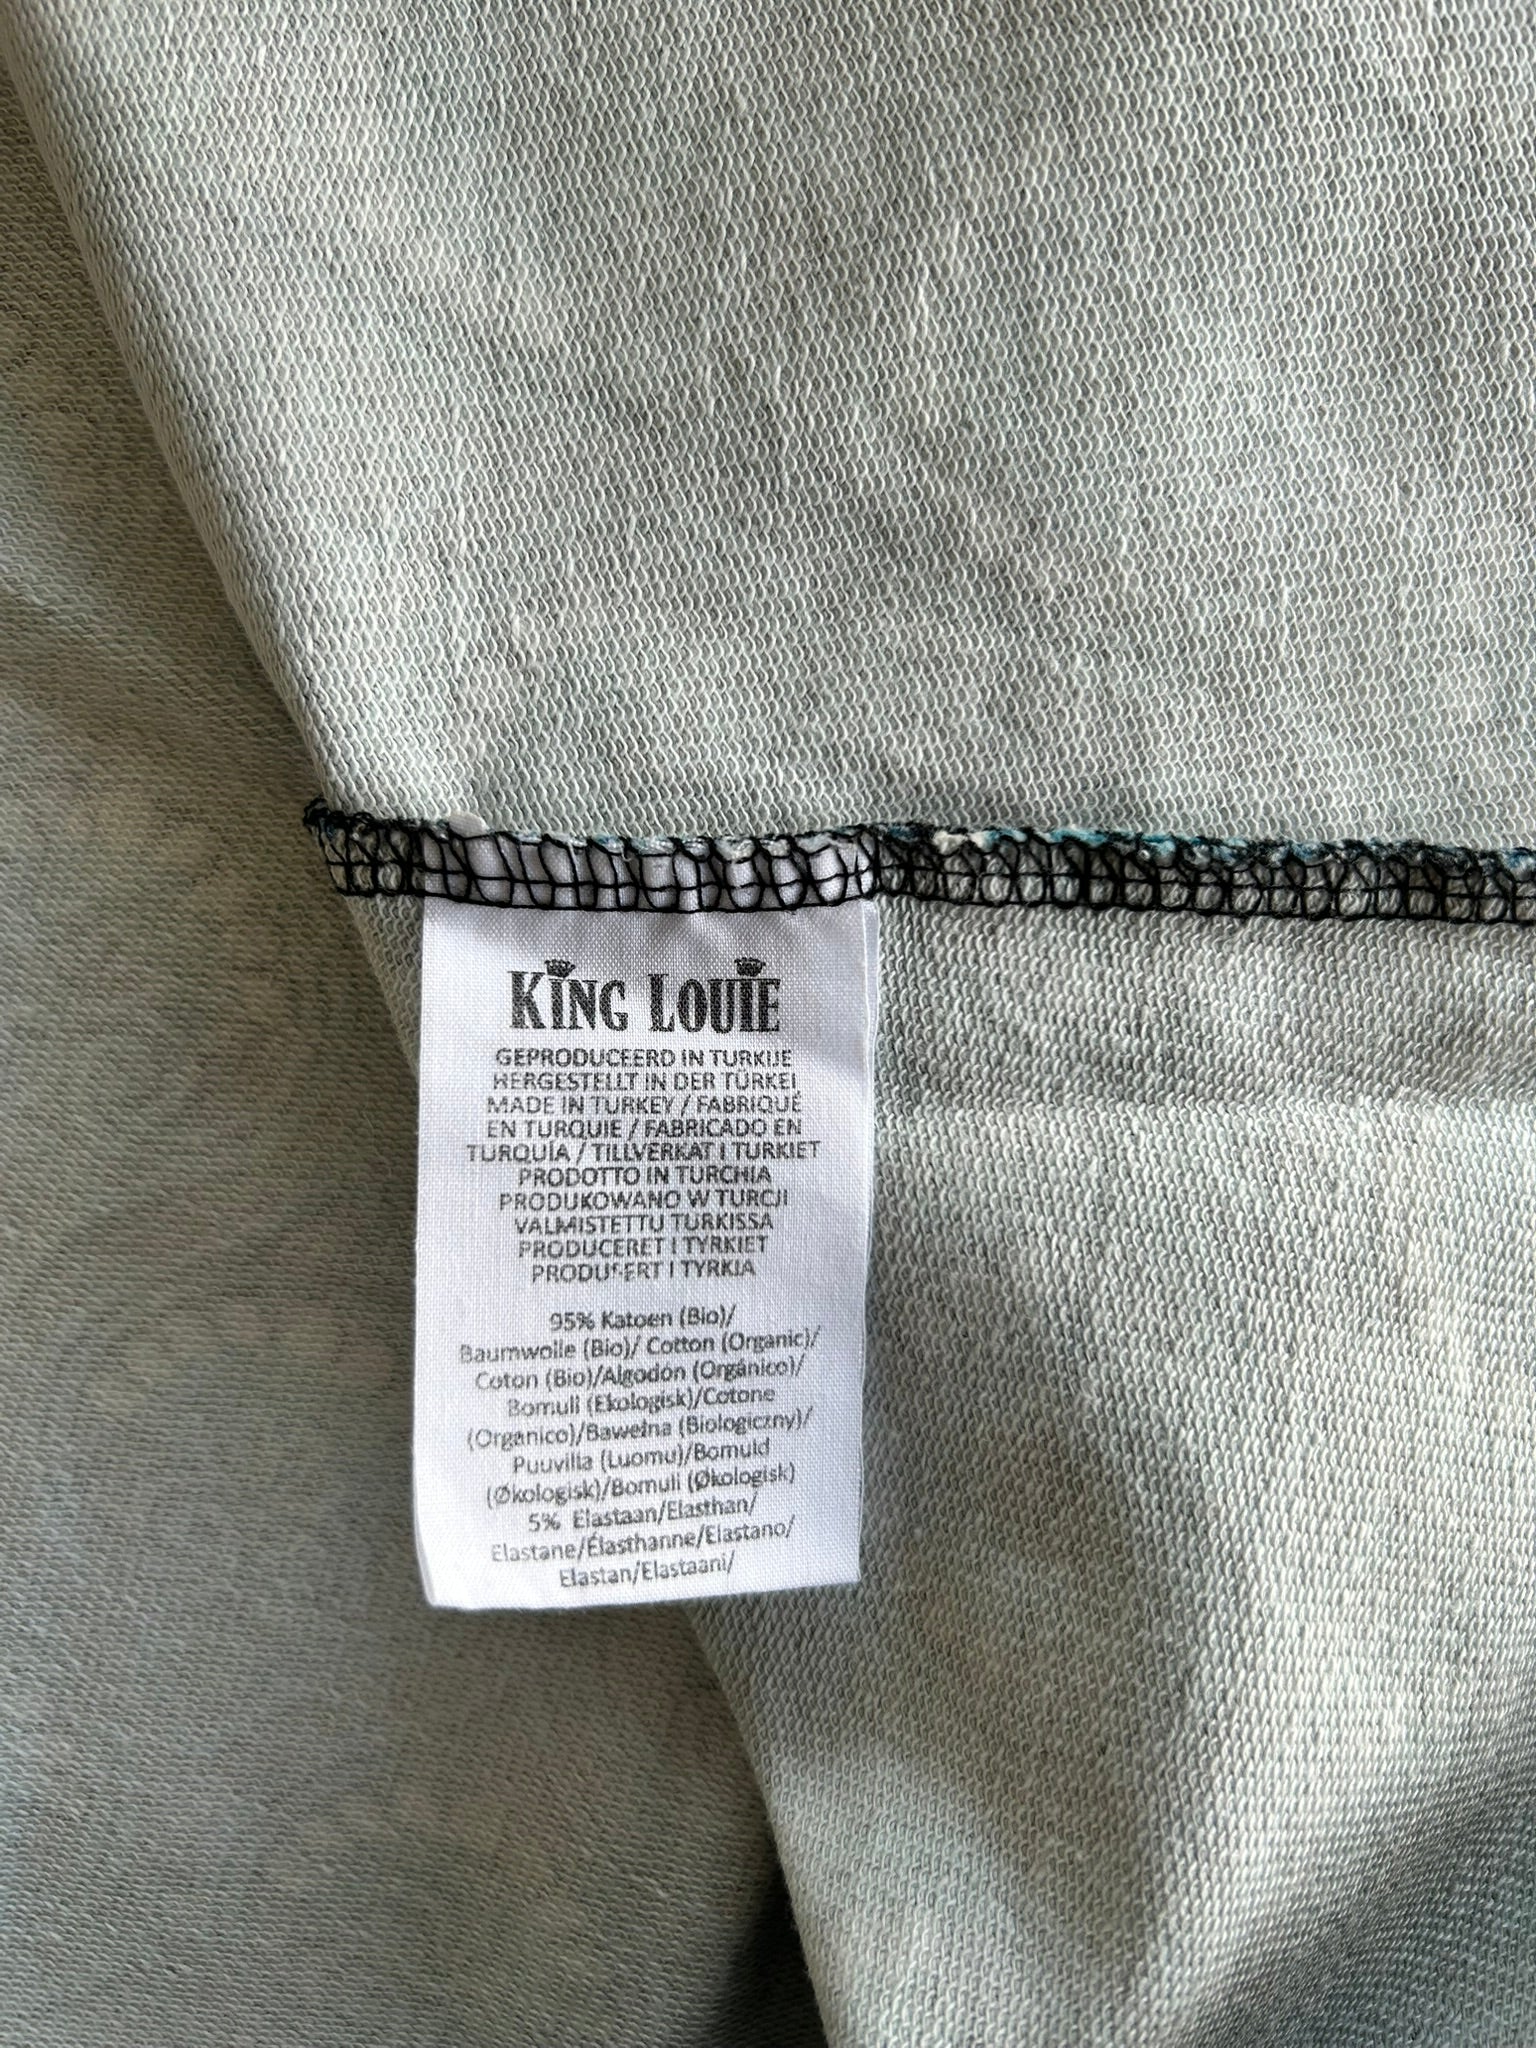 KING LOUIE
GEPRODUCEERD IN TURKIJE
HERGESTELLT IN DER TÜRKEI
MADE IN TURKEY / FABRIQUÉ
EN TURQUIE / FABRICADO EN
TURQUÍA / TILLVERKAT I TURKIET
PRODOTTO IN TURCHIA
PRODUKOWANO W TURCJI
VALMISTETTU TURKISSA
PRODUCERET I TYRKIET
I TYRKIA
95% Katoen (Bio)/
Baumwolle (Bio)/ Cotton (Organic)/
Coton (Bio)/Algodón (Orgánico)/
Bomull (Ekologisk)/Cotone
(Organico)/Bawełna (Biologiczny)/
Puuvilla (Luomu)/Bomuld
(Økologisk)/Bomull (Økologisk)
5% Elastaan/Elasthan/
Elastane/Élasthanne/Elastano/
Elastan/Elastaani/